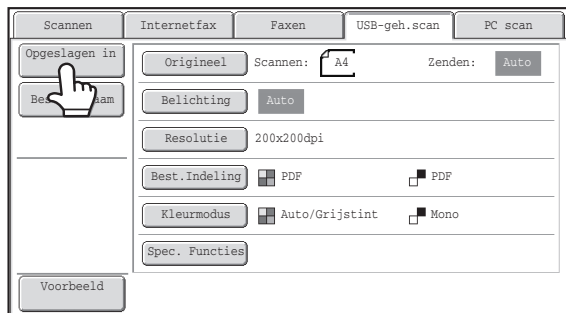 Scannen Internetfax Faxen USB-geh.scan PC scan
Opgeslagen in
Origineel Scannen: A4 Zenden: Auto
Belichting Auto
Resolutie 200x200dpi
Best.Indeling PDF PDF
Kleurmodus Auto/Grijstint Mono
Spec. Functies
Voorbeeld